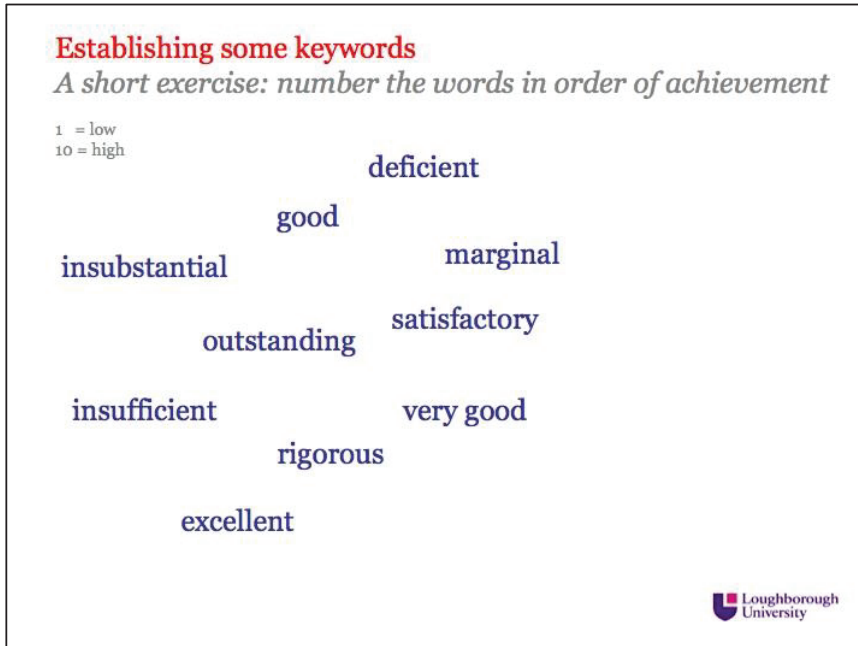 Establishing some keywords
A short exercise: number the words in order of achievement
1 = low
10 = high
deficient
good
marginal
insubstantial
satisfactory
outstanding
insufficient very good
rigorous
excellent
Loughborough
University